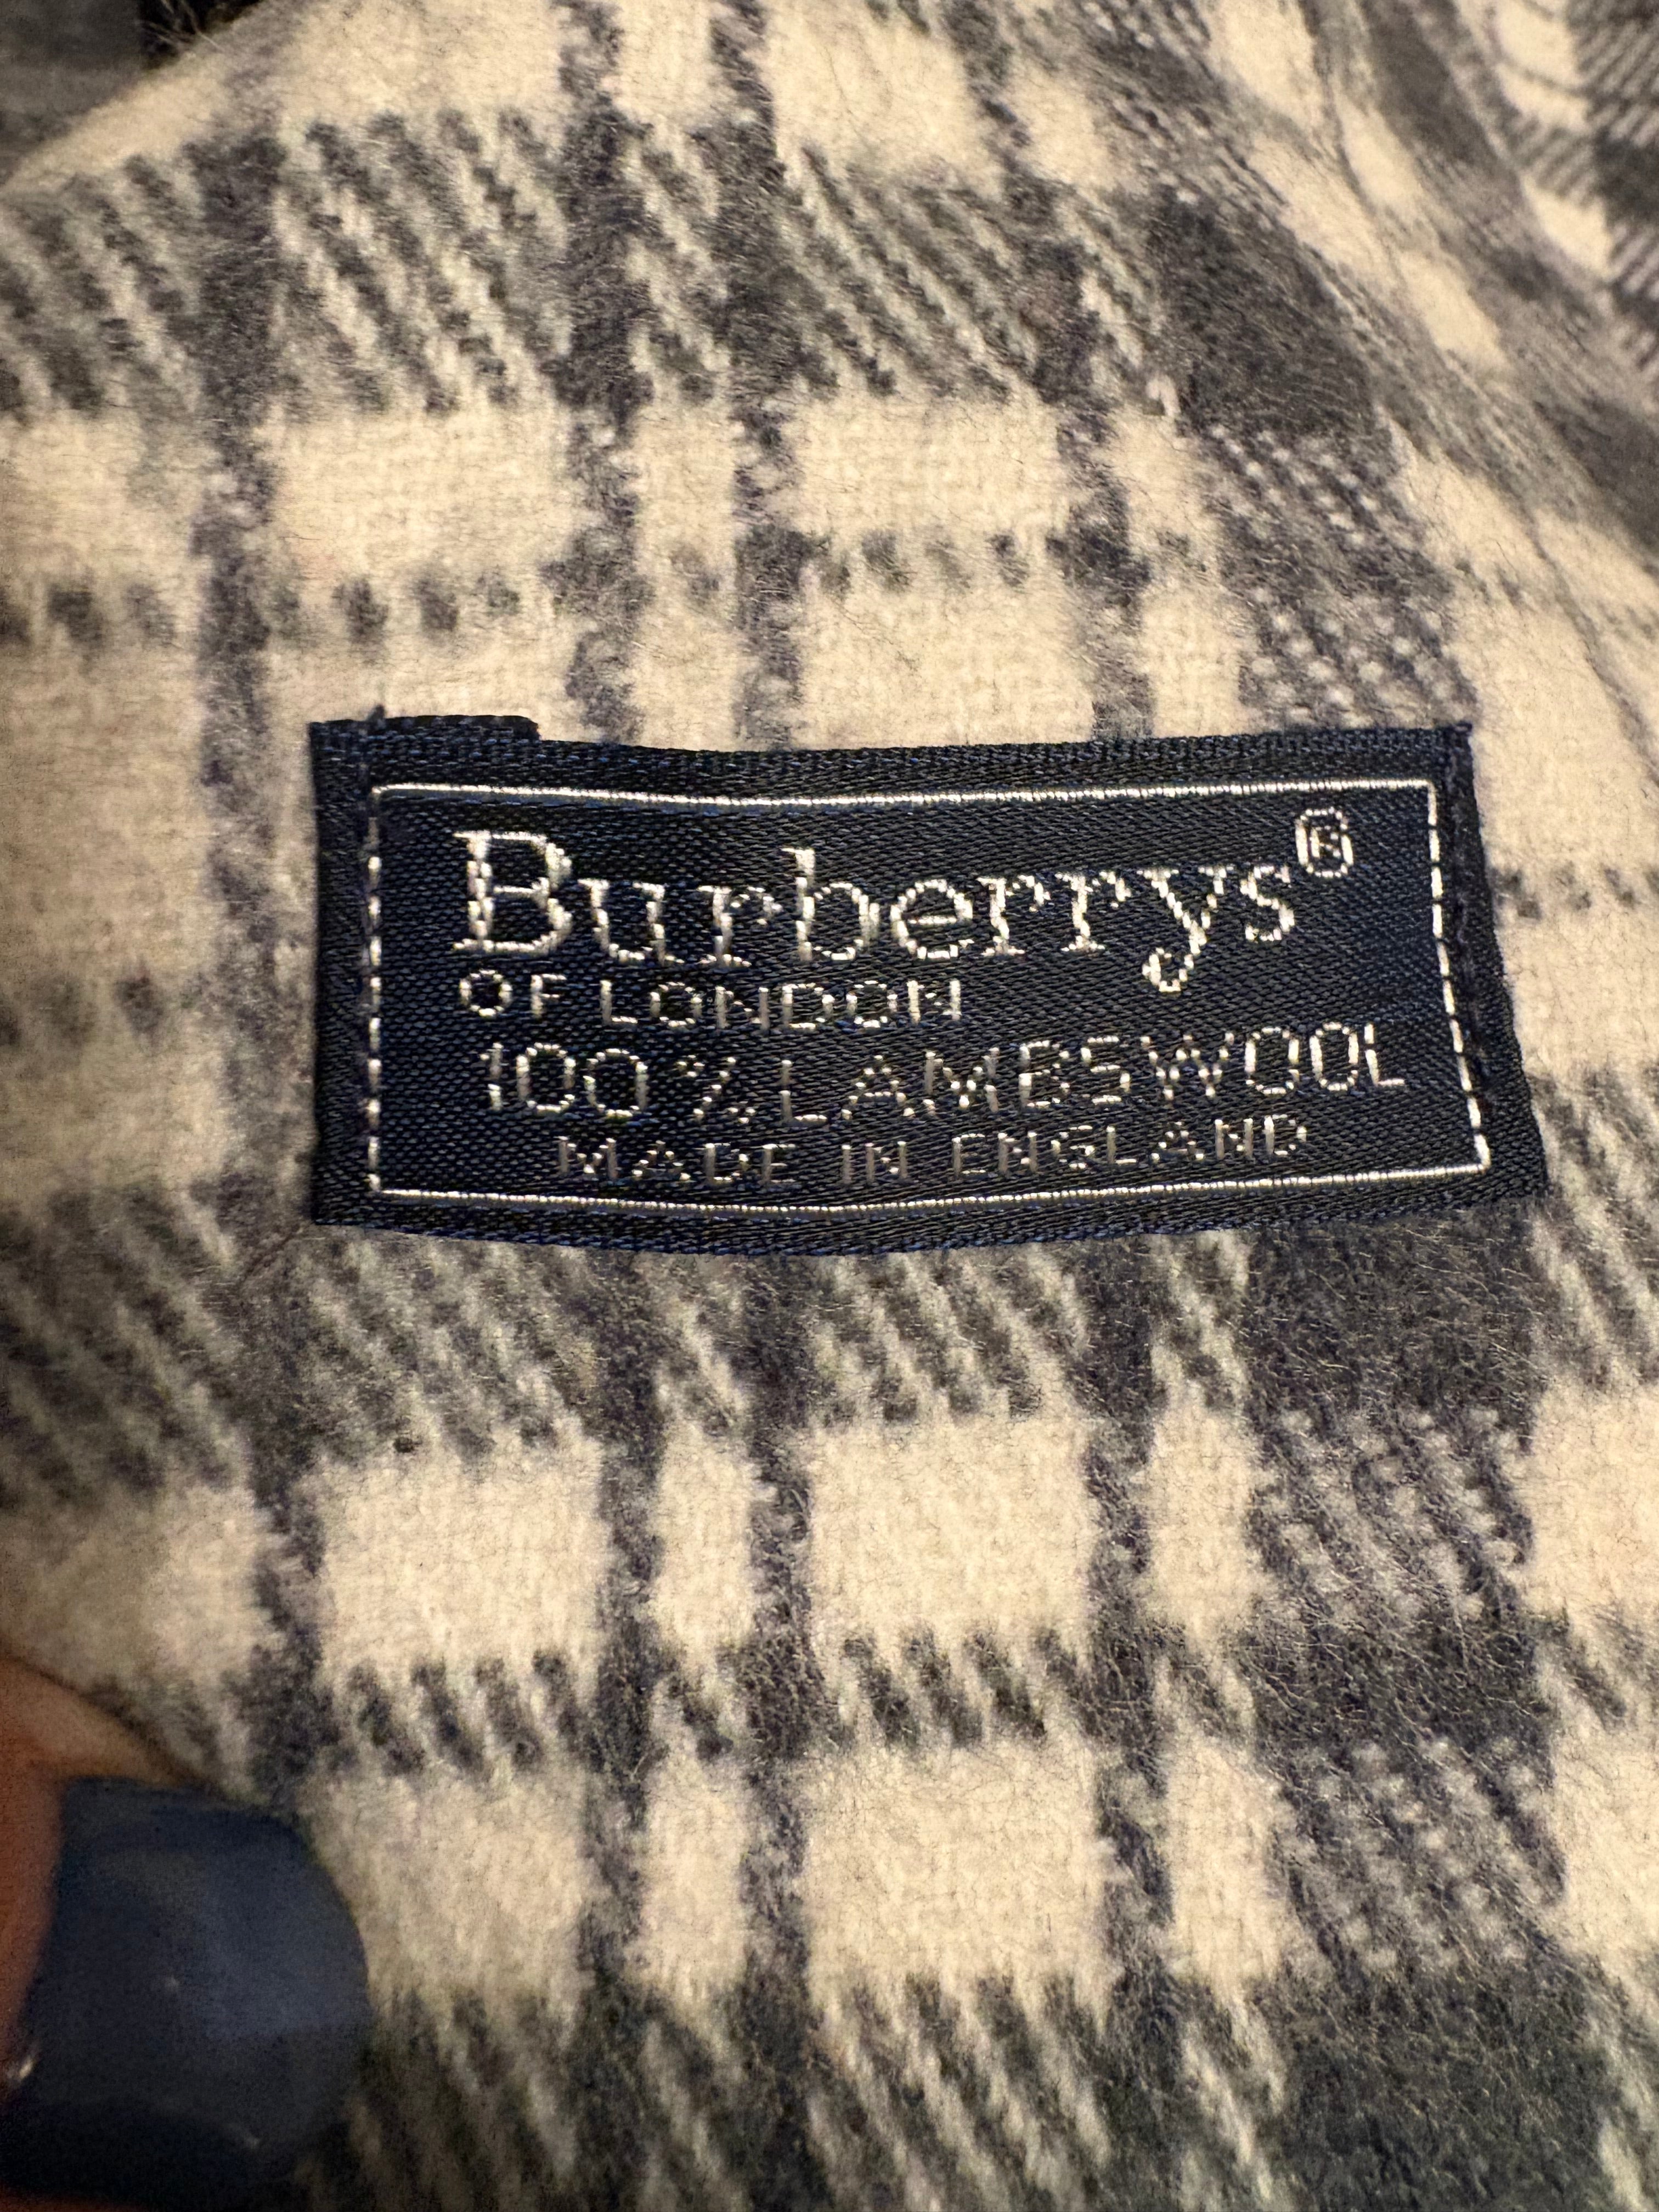 Burberrys®
OF LONDON
100% LAMBSWOOL
MADE IN ENGLAND